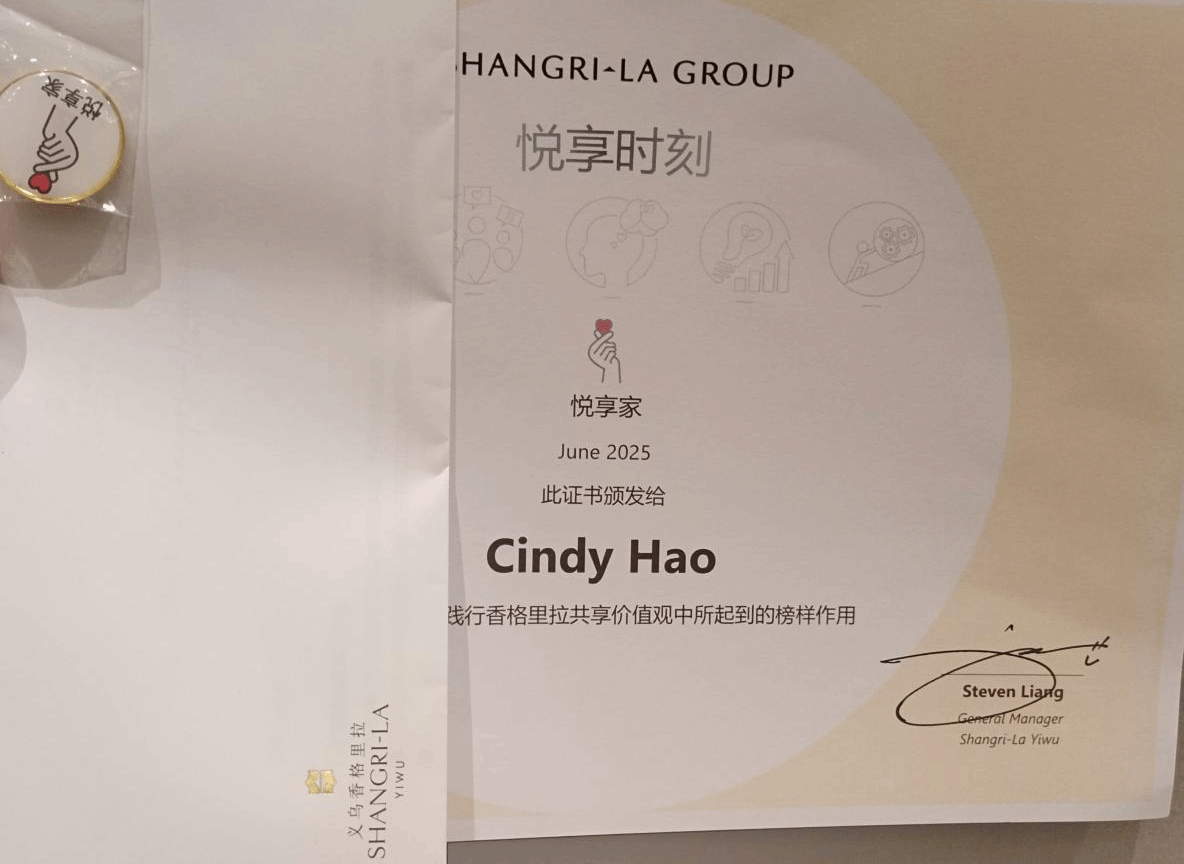 悦享家
HANGRI-LA GROUP
悦享时刻
悦享家
June 2025
此证书颁发给
Cindy Hao
践行香格里拉共享价值观中所起到的榜样作用
Steven Liang
General Manager
Shangri-La Yiwu
义乌香格里拉
SHANGRI-LA
YIWU